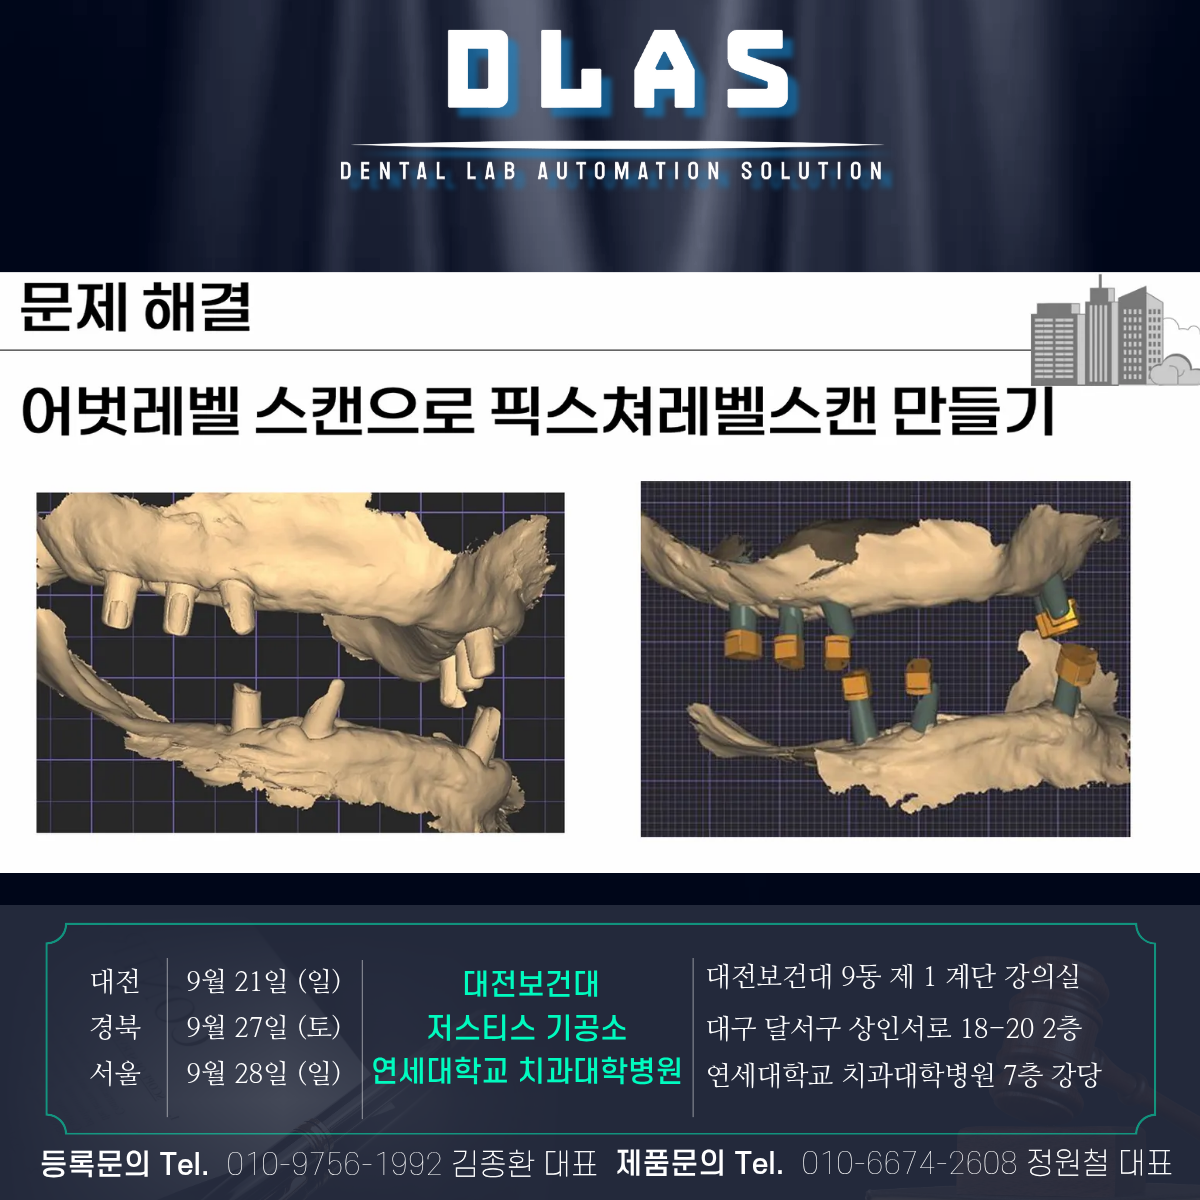 DLAS
DENTAL LAB AUTOMATION SOLUTION
문제 해결
어벗레벨 스캔으로 픽스쳐레벨스캔 만들기
대전 9월 21일 (일) 대전보건대 대전보건대 9동 제 1 계단 강의실
경북 9월 27일 (토) 저스티스 기공소 대구 달서구 상인서로 18-20 2층
서울 9월 28일 (일) 연세대학교 치과대학병원 연세대학교 치과대학병원 7층 강당
등록문의 Tel. 010-9756-1992 김종환 대표 제품문의 Tel. 010-6674-2608 정원철 대표